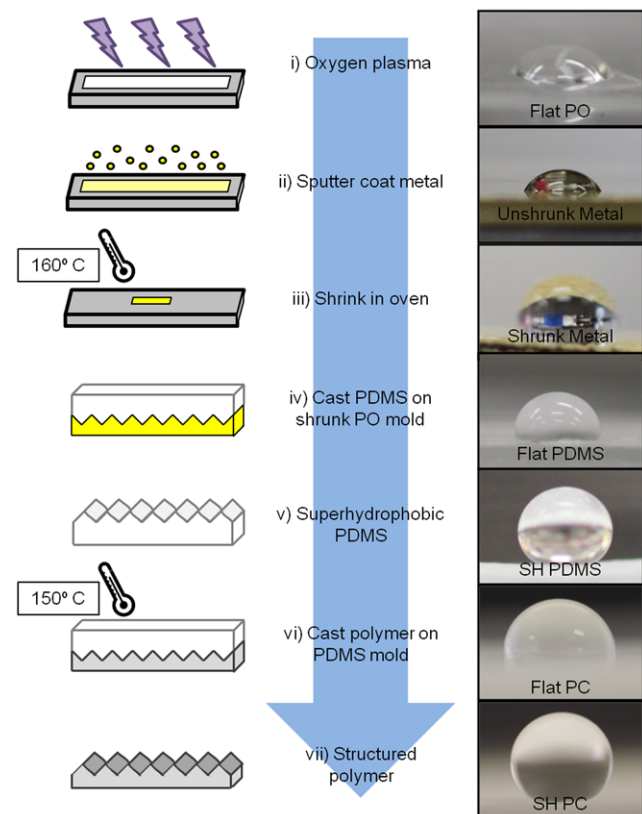 i) Oxygen plasma
Flat PO
ii) Sputter coat metal
Unshrunk Metal
160° C
iii) Shrink in oven
Shrunk Metal
iv) Cast PDMS on
shrunk PO mold
Flat PDMS
v) Superhydrophobic
PDMS
SH PDMS
150° C
vi) Cast polymer on
PDMS mold
Flat PC
vii) Structured
polymer
SH PC